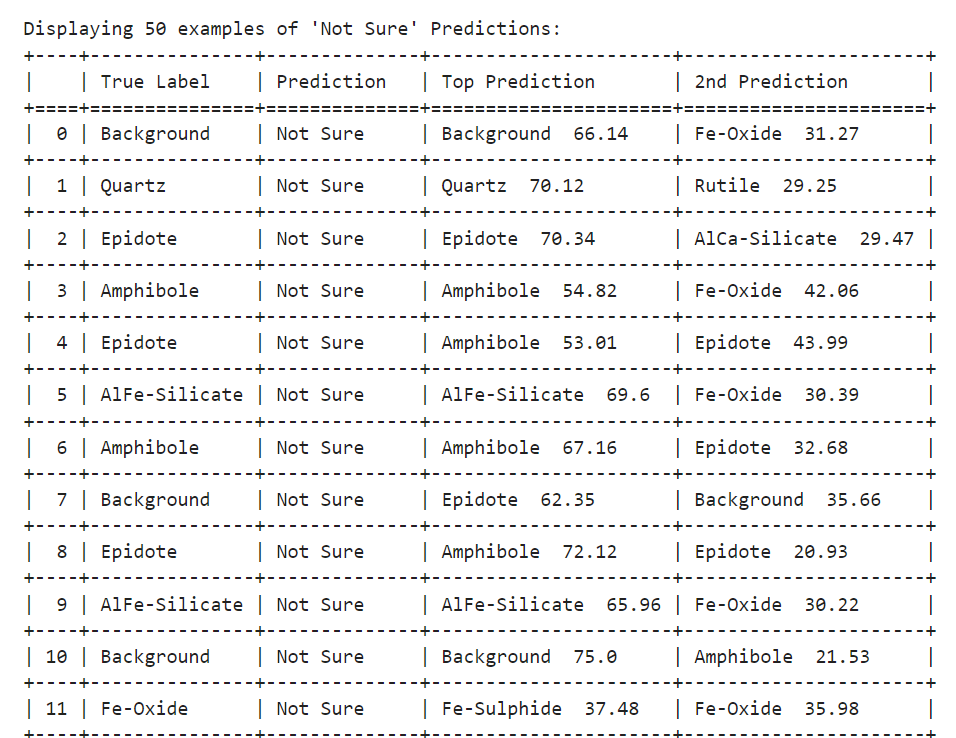 Displaying 50 examples of 'Not Sure' Predictions:
True Label Prediction Top Prediction 2nd Prediction
0 Background Not Sure Background 66.14 Fe-Oxide 31.27
1 Quartz Not Sure Quartz 70.12 Rutile 29.25
2 Epidote Not Sure Epidote 70.34 AlCa-Silicate 29.47
3 Amphibole Not Sure Amphibole 54.82 Fe-Oxide 42.06
4 Epidote Not Sure Amphibole 53.01 Epidote 43.99
5 AlFe-Silicate Not Sure AlFe-Silicate 69.6 Fe-Oxide 30.39
6 Amphibole Not Sure Amphibole 67.16 Epidote 32.68
7 Background Not Sure Epidote 62.35 Background 35.66
8 Epidote Not Sure Amphibole 72.12 Epidote 20.93
9 AlFe-Silicate Not Sure AlFe-Silicate 65.96 Fe-Oxide 30.22
10 Background Not Sure Background 75.0 Amphibole 21.53
11 Fe-Oxide Not Sure Fe-Sulphide 37.48 Fe-Oxide 35.98